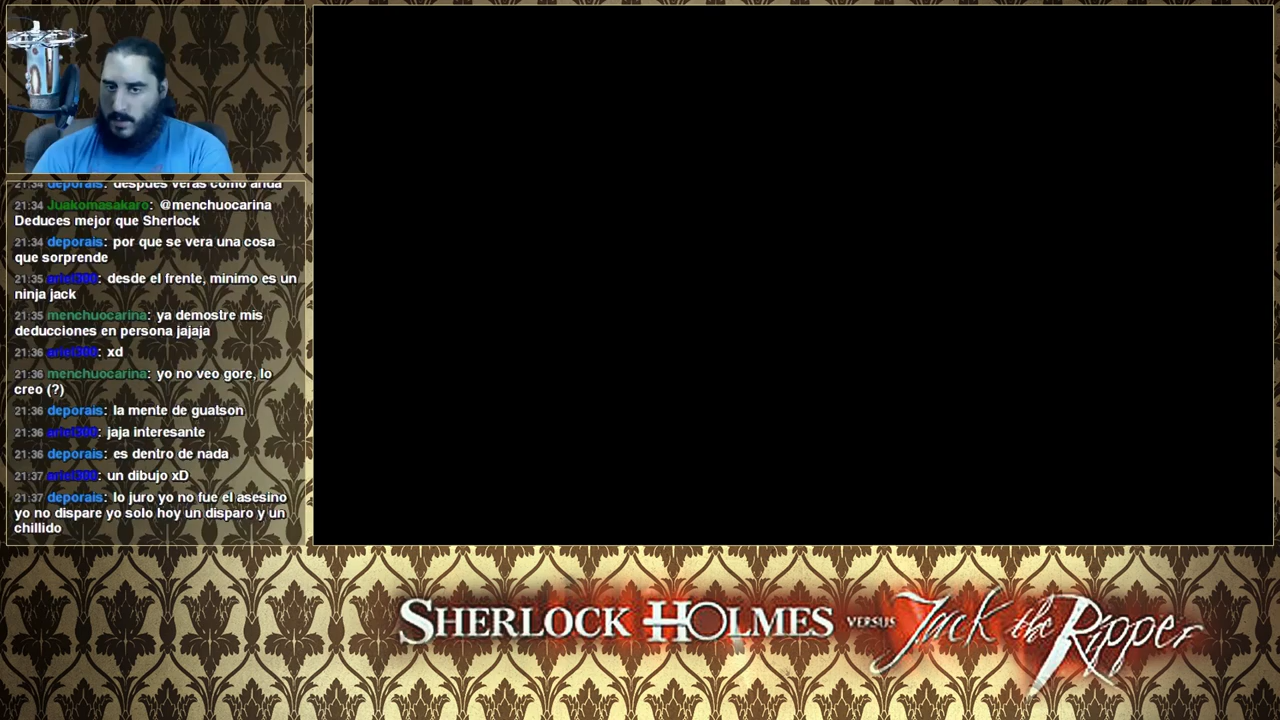 21:34 deporais: despues veras como anda
21:34 Juakomasakaro: @menchuocarina
Deduces mejor que Sherlock
21:34 deporais: por que se vera una cosa
que sorprende
21:35 : desde el frente, minimo es un
ninja jack
21:35 menchuocarina: ya demostre mis
deducciones en persona jajaja
21:36 : xd
21:36 menchuocarina: yo no veo gore, lo
creo (?)
21:36 deporais: la mente de guatson
21:36 : jaja interesante
21:36 deporais: es dentro de nada
21:37 : un dibujo xD
21:37 deporais: lo juro yo no fue el asesino
yo no dispare yo solo hoy un disparo y un
chillido
SHERLOCK HOLMES VERSUS Jack the Ripper